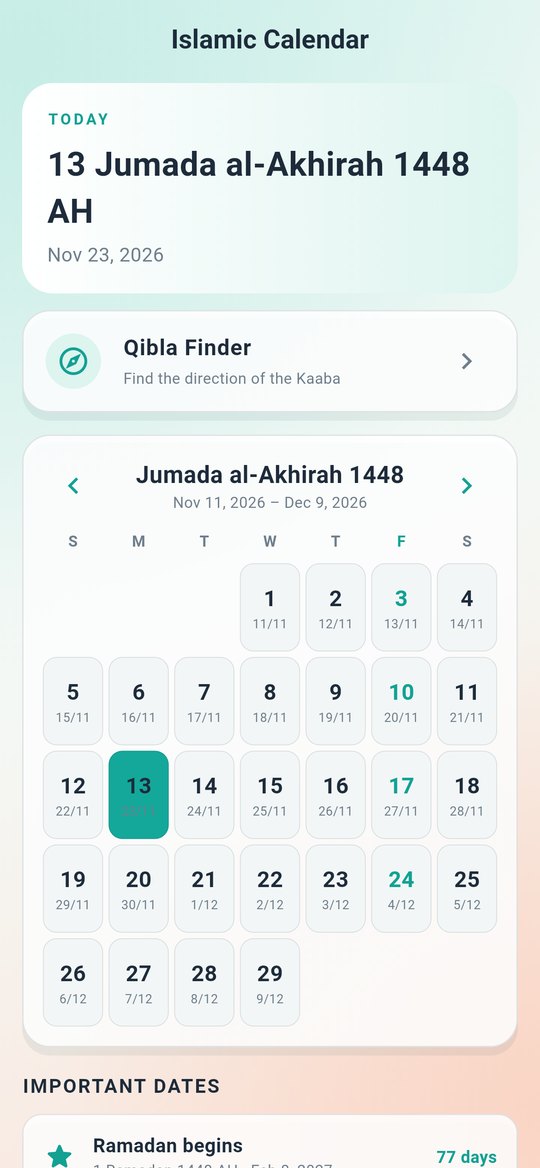 Islamic Calendar
TODAY
13 Jumada al-Akhirah 1448
AH
Nov 23, 2026
Qibla Finder
Find the direction of the Kaaba
Jumada al-Akhirah 1448
Nov 11, 2026 – Dec 9, 2026
S M T W T F S
1 2 3 4
11/11 12/11 13/11 14/11
5 6 7 8 9 10 11
15/11 16/11 17/11 18/11 19/11 20/11 21/11
12 13 14 15 16 17 18
22/11 23/11 24/11 25/11 26/11 27/11 28/11
19 20 21 22 23 24 25
29/11 30/11 1/12 2/12 3/12 4/12 5/12
26 27 28 29
6/12 7/12 8/12 9/12
IMPORTANT DATES
Ramadan begins
77 days